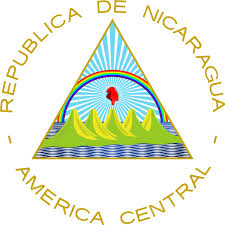 REPUBLICA DE NICARAGUA
- AMERICA CENTRAL -